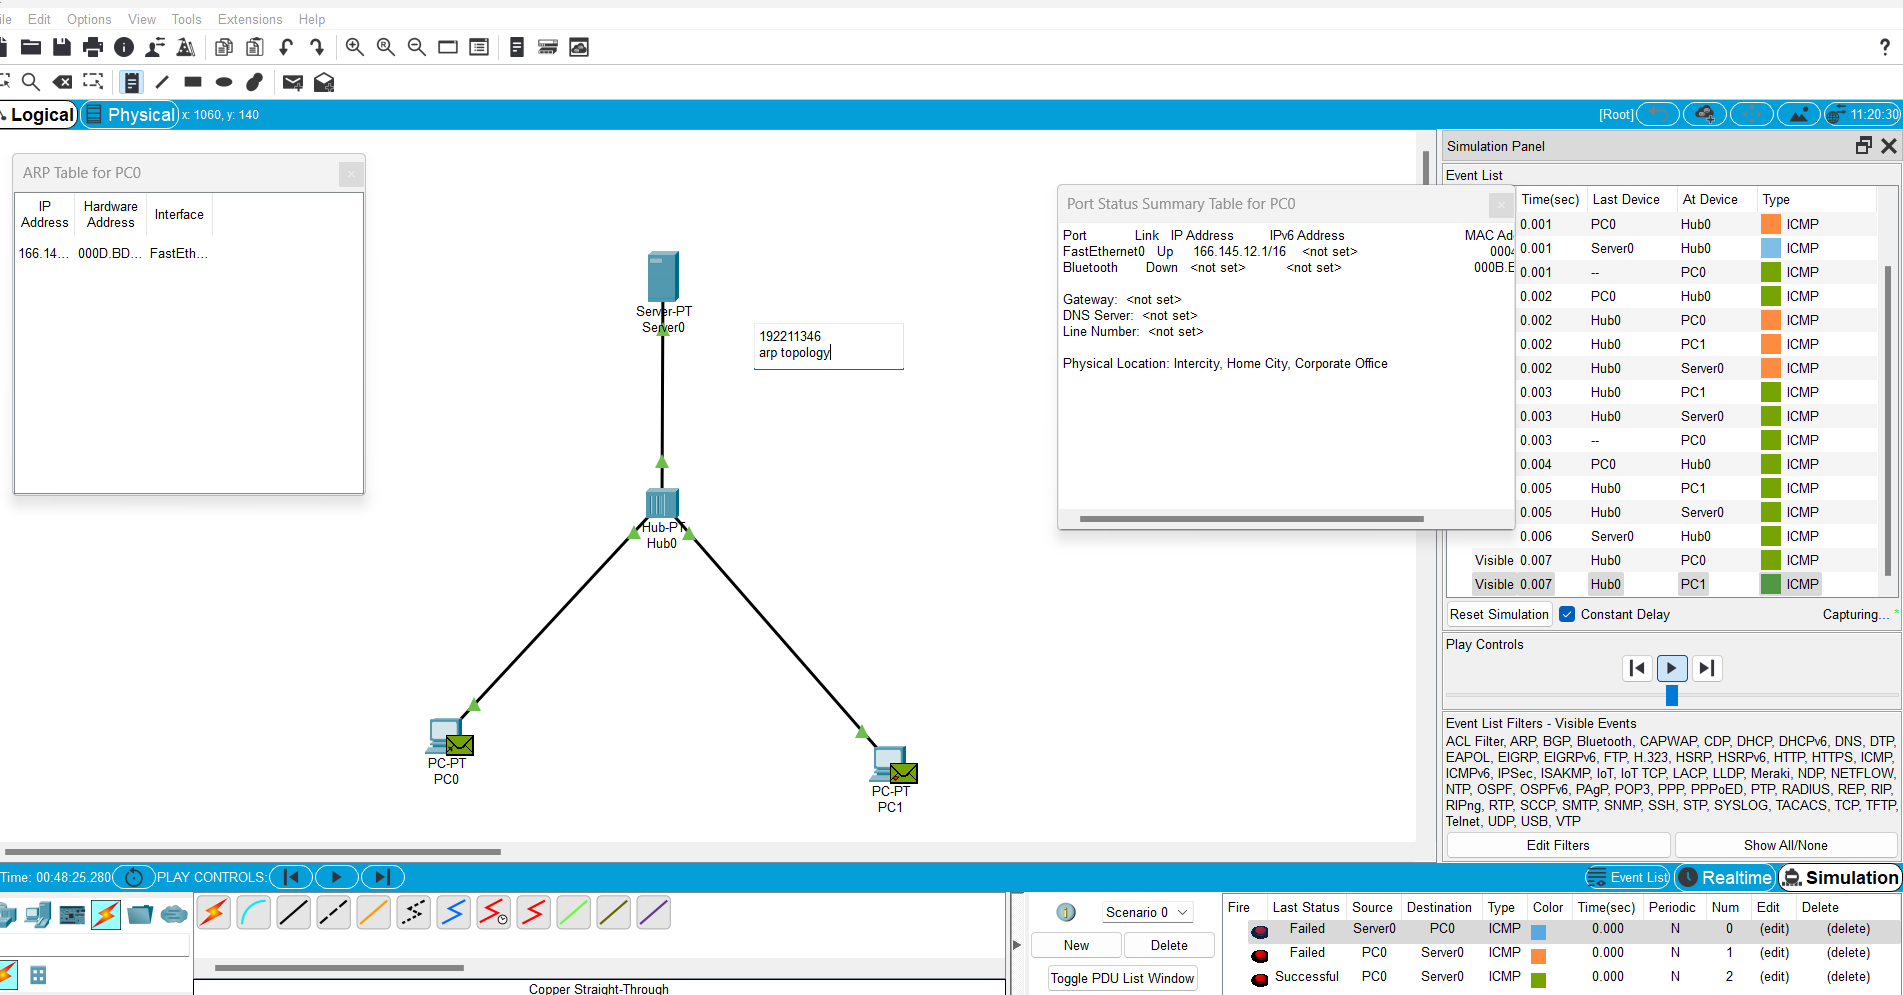 ile Edit Options View Tools Extensions Help
?
Logical Physical x: 1060, y: 140
[Root] 11:20:30
ARP Table for PC0
IP Address Hardware Address Interface
166.14... 000D.BD... FastEth...
Server-PT
Server0
192211346
arp topology
Hub-PT
Hub0
PC-PT
PC0
PC-PT
PC1
Port Status Summary Table for PC0
Port Link IP Address IPv6 Address MAC Ad
FastEthernet0 Up 166.145.12.1/16 <not set> 000
Bluetooth Down <not set> <not set> 000B.E
Gateway: <not set>
DNS Server: <not set>
Line Number: <not set>
Physical Location: Intercity, Home City, Corporate Office
Simulation Panel
Event List
Time(sec) Last Device At Device Type
0.001 PC0 Hub0 ICMP
0.001 Server0 Hub0 ICMP
0.001 -- PC0 ICMP
0.002 PC0 Hub0 ICMP
0.002 Hub0 PC0 ICMP
0.002 Hub0 PC1 ICMP
0.002 Hub0 Server0 ICMP
0.003 Hub0 PC1 ICMP
0.003 Hub0 Server0 ICMP
0.003 -- PC0 ICMP
0.004 PC0 Hub0 ICMP
0.005 Hub0 PC1 ICMP
0.005 Hub0 Server0 ICMP
0.006 Server0 Hub0 ICMP
Visible 0.007 Hub0 PC0 ICMP
Visible 0.007 Hub0 PC1 ICMP
Reset Simulation Constant Delay Capturing... *
Play Controls
Event List Filters - Visible Events
ACL Filter, ARP, BGP, Bluetooth, CAPWAP, CDP, DHCP, DHCPv6, DNS, DTP,
EAPOL, EIGRP, EIGRPv6, FTP, H.323, HSRP, HSRPv6, HTTP, HTTPS, ICMP,
ICMPv6, IPSec, ISAKMP, IoT, IoT TCP, LACP, LLDP, Meraki, NDP, NETFLOW,
NTP, OSPF, OSPFv6, PAgP, POP3, PPP, PPPoED, PTP, RADIUS, REP, RIP,
RIPng, RTP, SCCP, SMTP, SNMP, SSH, STP, SYSLOG, TACACS, TCP, TFTP,
Telnet, UDP, USB, VTP
Edit Filters Show All/None
Time: 00:48:25.280 PLAY CONTROLS: Event List Realtime Simulation
Copper Straight-Through
Scenario 0
New Delete
Toggle PDU List Window
Fire Last Status Source Destination Type Color Time(sec) Periodic Num Edit Delete
Failed Server0 PC0 ICMP 0.000 N 0 (edit) (delete)
Failed PC0 Server0 ICMP 0.000 N 1 (edit) (delete)
Successful PC0 Server0 ICMP 0.000 N 2 (edit) (delete)